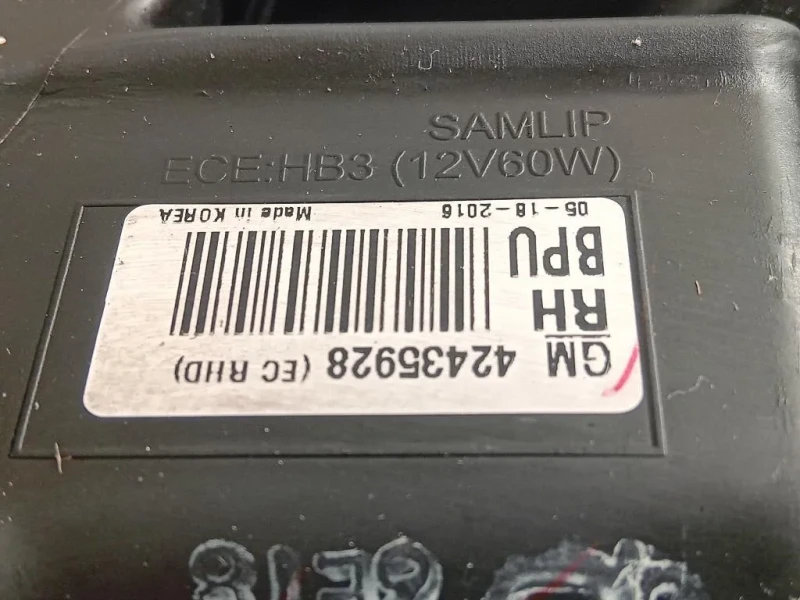 SAMLIP
ECE:HB3 (12V60W)
GM 42435928 (EC RHD)
RH
BPU
05-18-2016 Made in KOREA